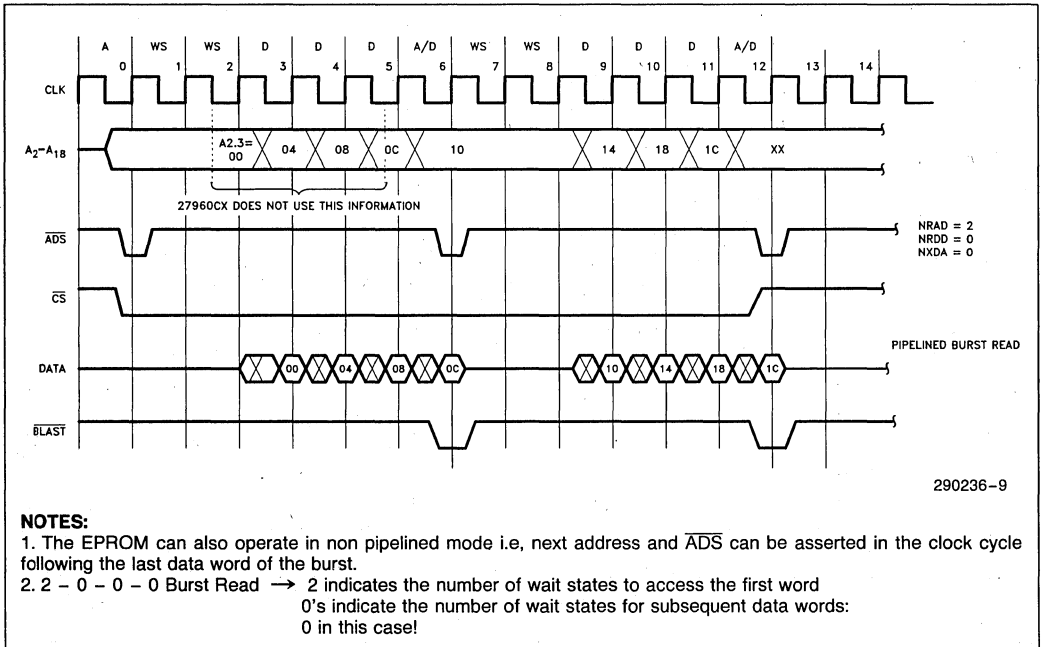 A WS WS D D D A/D WS WS D D D A/D
0 1 2 3 4 5 6 7 8 9 10 11 12 13 14
CLK
A2–A18
A2.3= 00 04 08 0C 10 14 18 1C XX
27960CX DOES NOT USE THIS INFORMATION
ADS
NRAD = 2
NRDD = 0
NXDA = 0
CS
PIPELINED BURST READ
DATA 00 04 08 0C 10 14 18 1C
BLAST
290236–9
NOTES:
1. The EPROM can also operate in non pipelined mode i.e, next address and ADS can be asserted in the clock cycle
following the last data word of the burst.
2. 2 – 0 – 0 – 0 Burst Read → 2 indicates the number of wait states to access the first word
0's indicate the number of wait states for subsequent data words:
0 in this case!